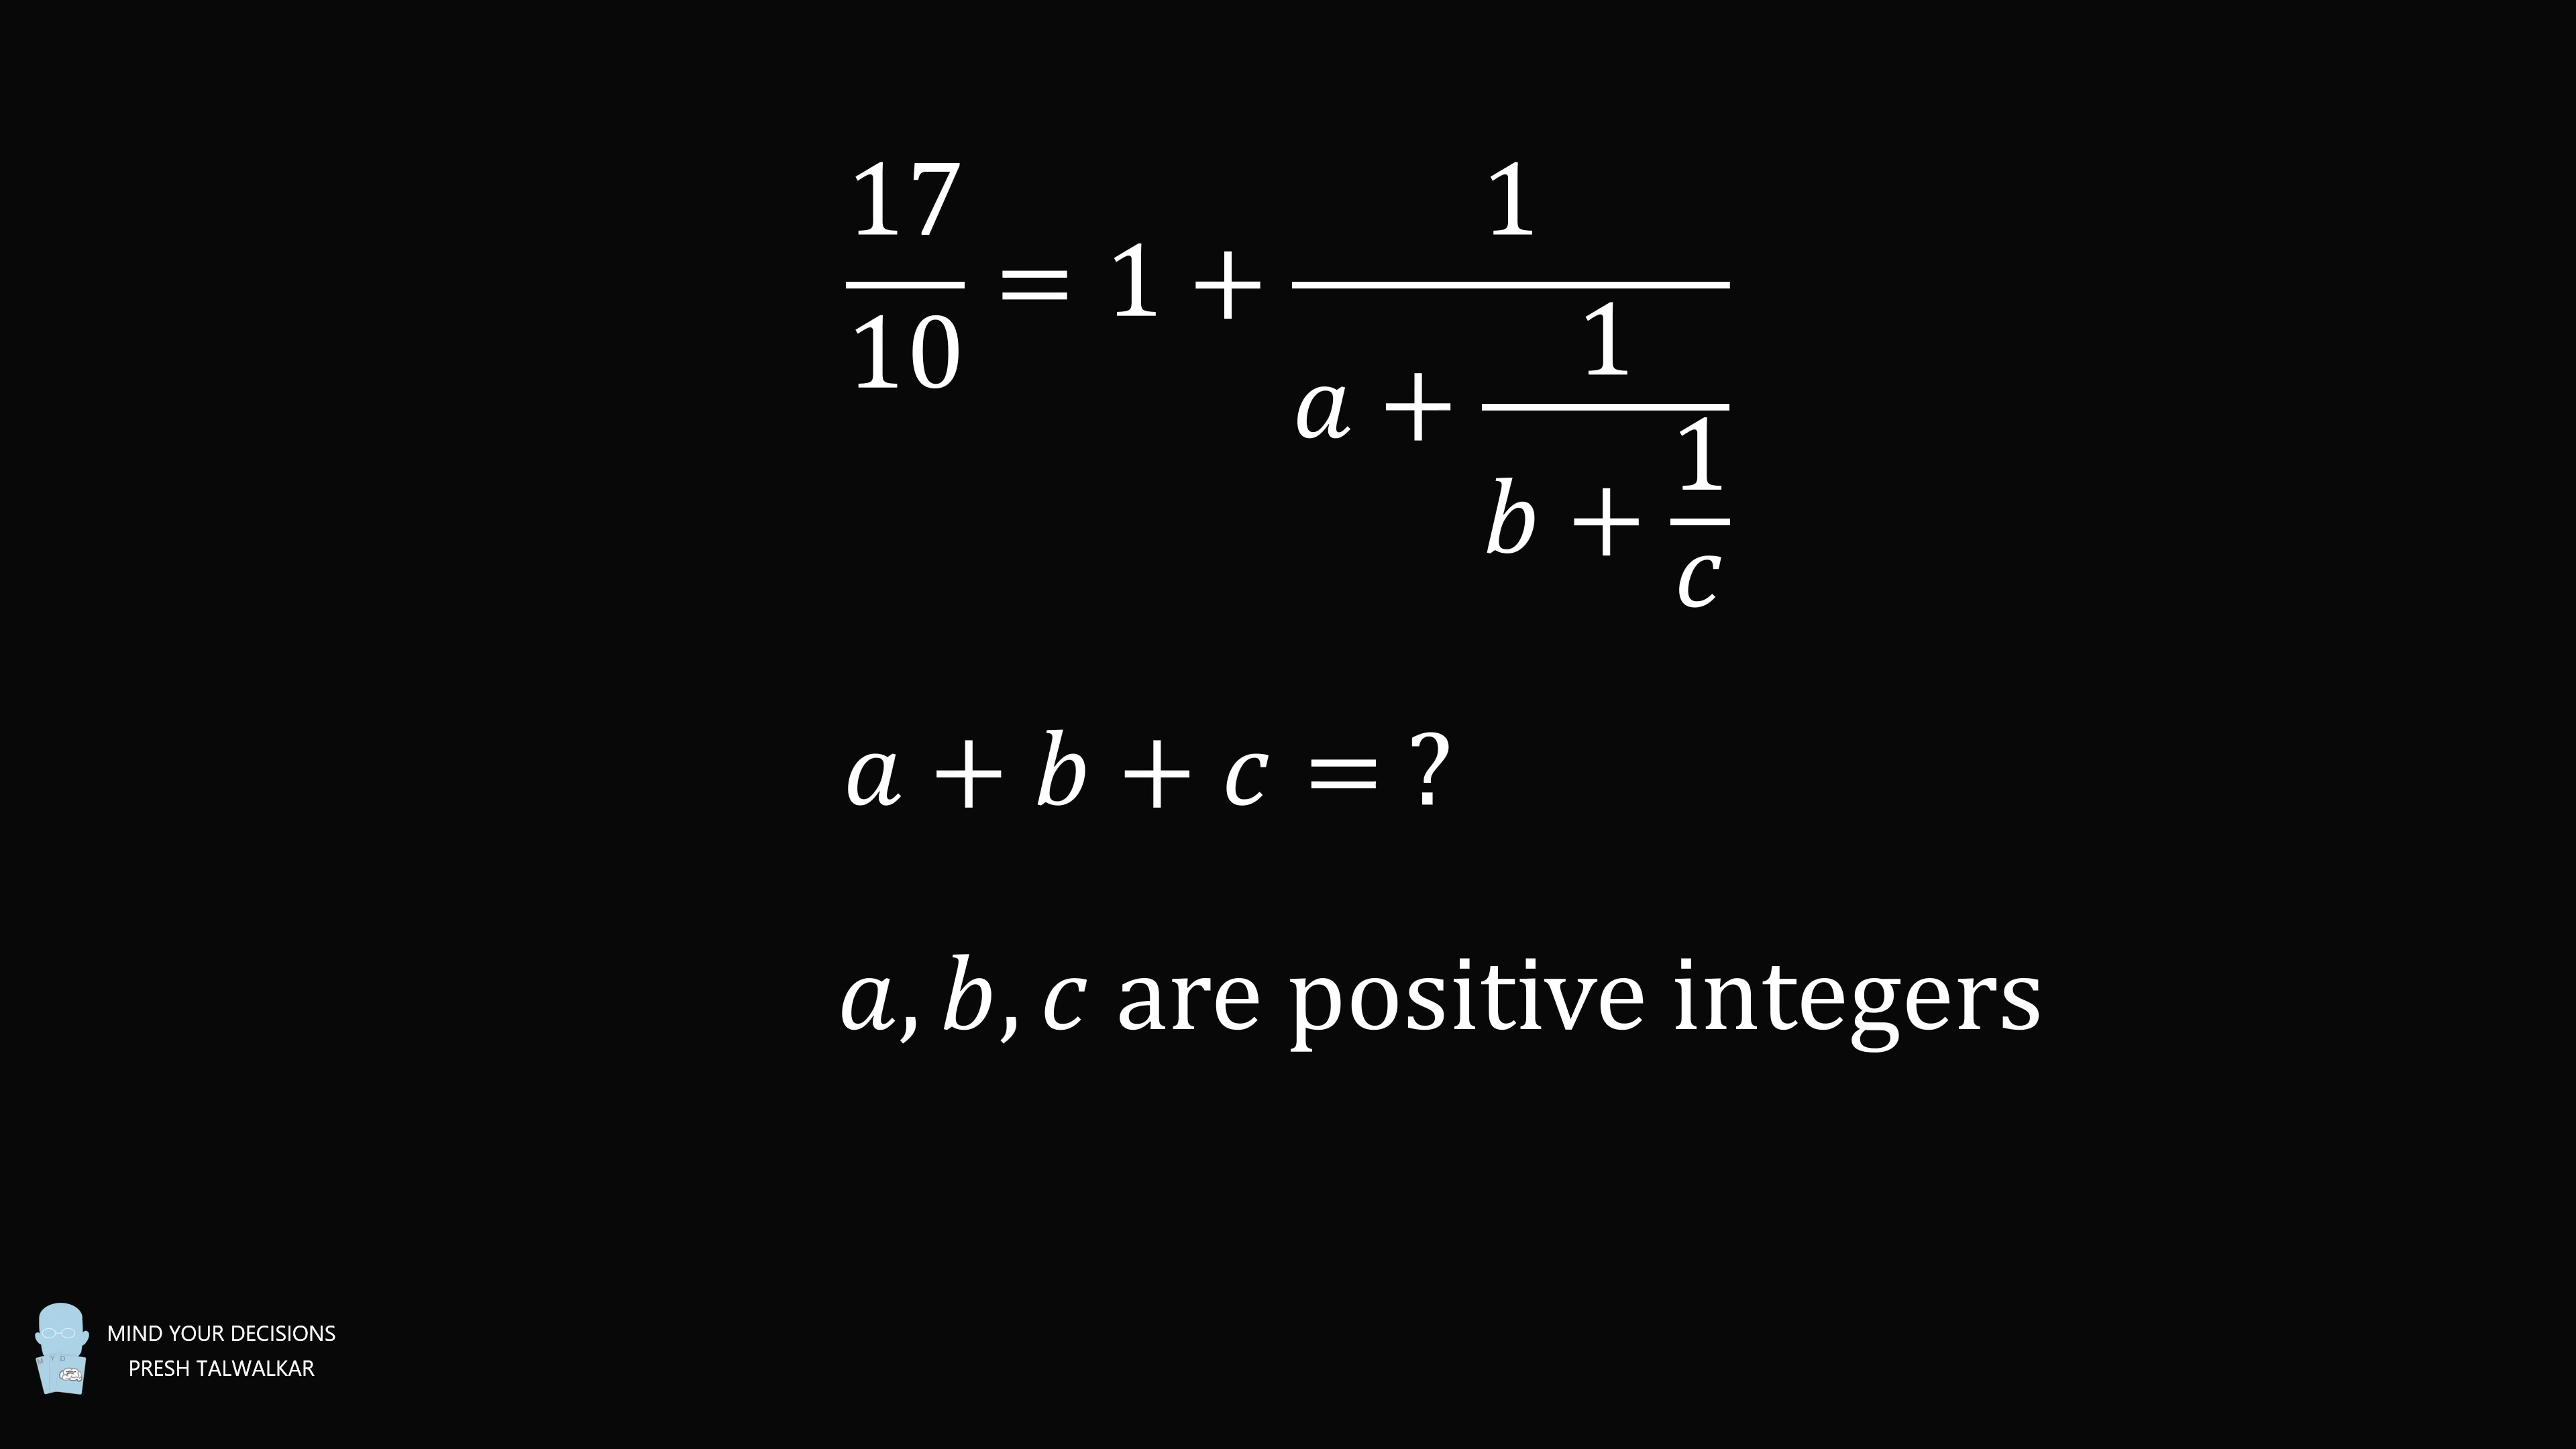 17/10 = 1 + 1/(a + 1/(b + 1/c))
a + b + c = ?
a, b, c are positive integers
MIND YOUR DECISIONS
PRESH TALWALKAR